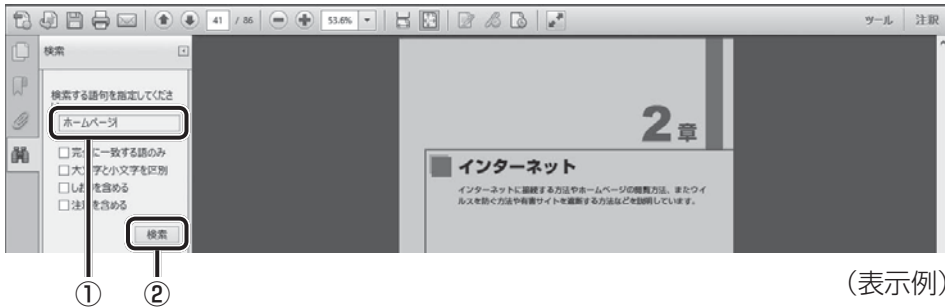 41 / 86
53.6%
ツール
注釈
検索
検索する語句を指定してくださ
ホームページ
完全に一致する語のみ
大文字と小文字を区別
しおりを含める
注釈を含める
検索
2章
インターネット
インターネットに接続する方法やホームページの閲覧方法、またウイ
ルスを防ぐ方法や有害サイトを遮断する方法などを説明しています。
①
②
(表示例)